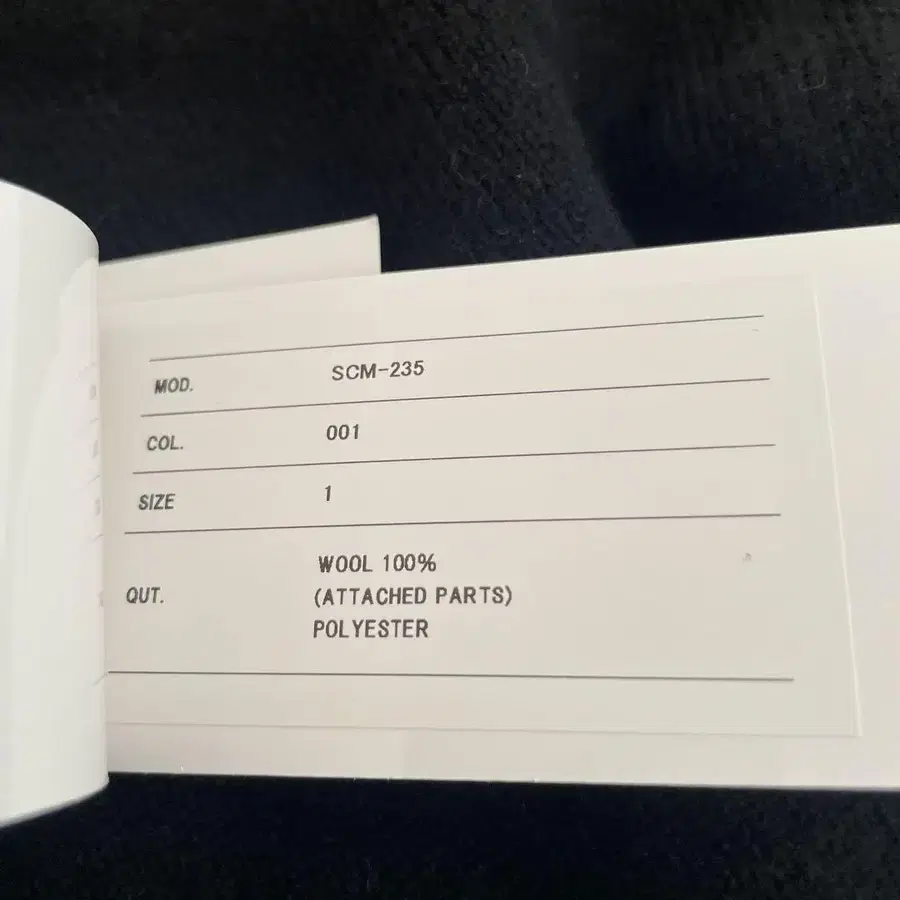 MOD. SCM-235
COL. 001
SIZE 1
QUT. WOOL 100%
(ATTACHED PARTS)
POLYESTER